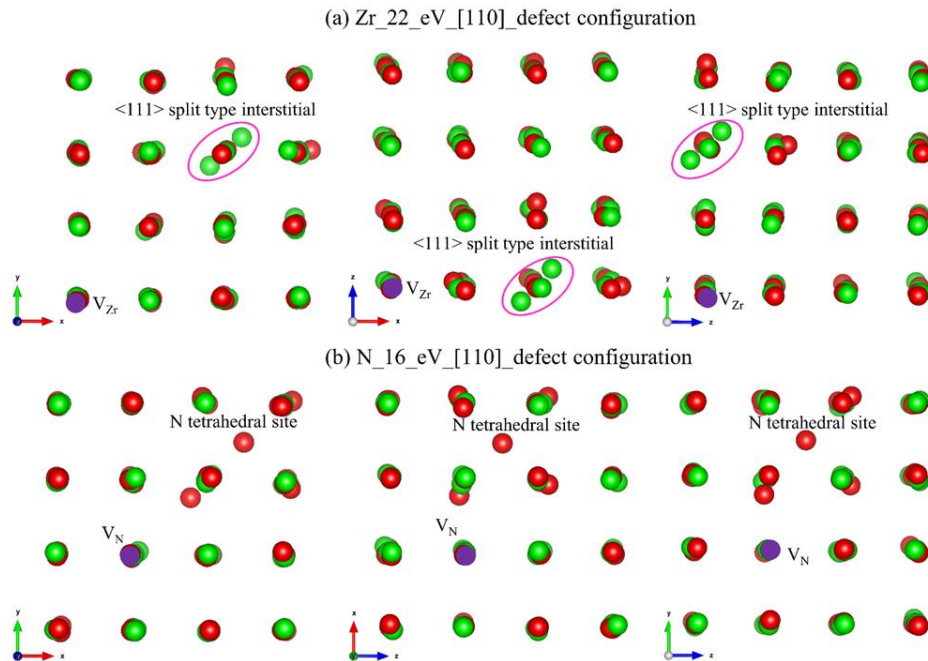 (a) Zr_22_eV_[110]_defect configuration
<111> split type interstitial
<111> split type interstitial
<111> split type interstitial
y
x
V_Zr
z
x
V_Zr
y
z
V_Zr
(b) N_16_eV_[110]_defect configuration
N tetrahedral site
N tetrahedral site
N tetrahedral site
V_N
V_N
V_N
y
x
x
z
y
z